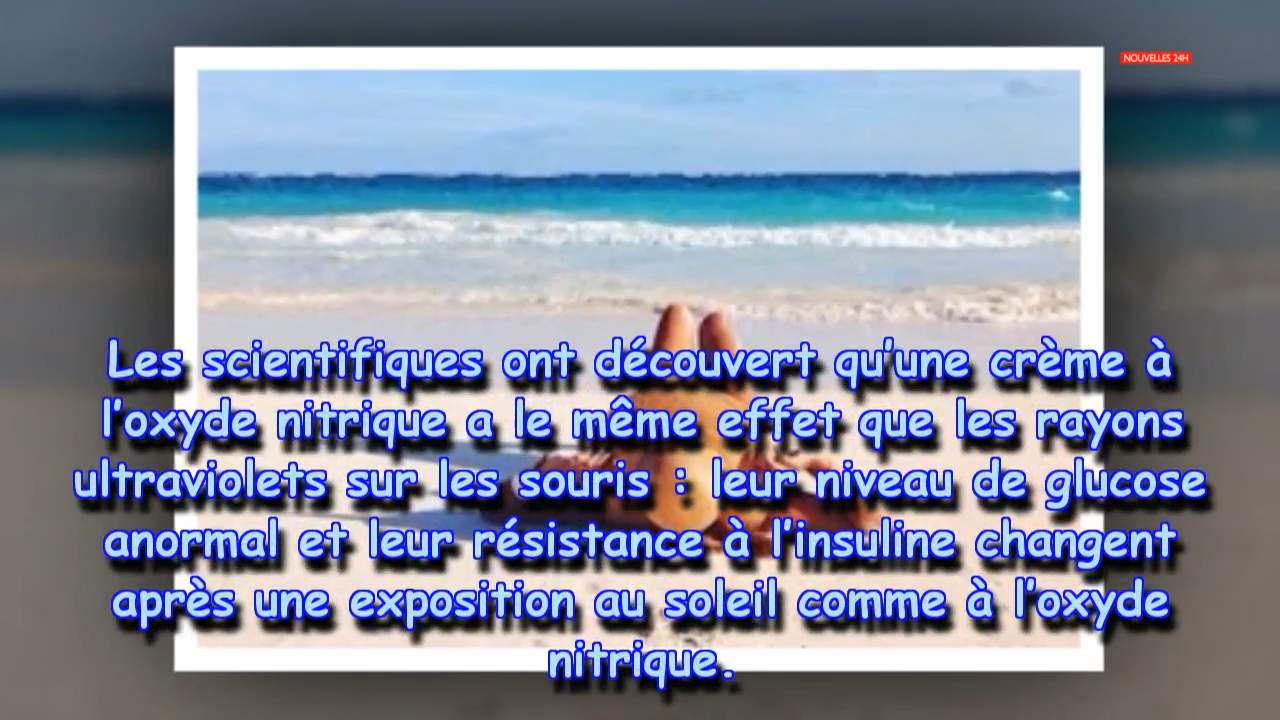 NOUVELLES 24H
Les scientifiques ont découvert qu'une crème à
l'oxyde nitrique a le même effet que les rayons
ultraviolets sur les souris : leur niveau de glucose
anormal et leur résistance à l'insuline changent
après une exposition au soleil comme à l'oxyde
nitrique.